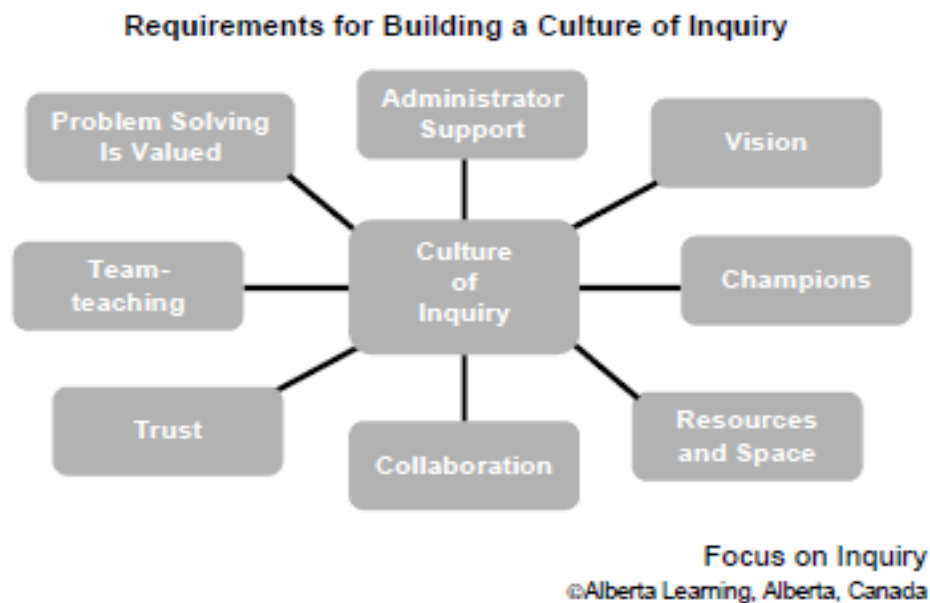 Requirements for Building a Culture of Inquiry
Administrator
Support
Problem Solving
Is Valued
Vision
Team-
teaching
Culture
of
Inquiry
Champions
Trust
Collaboration
Resources
and Space
Focus on Inquiry
©Alberta Learning, Alberta, Canada